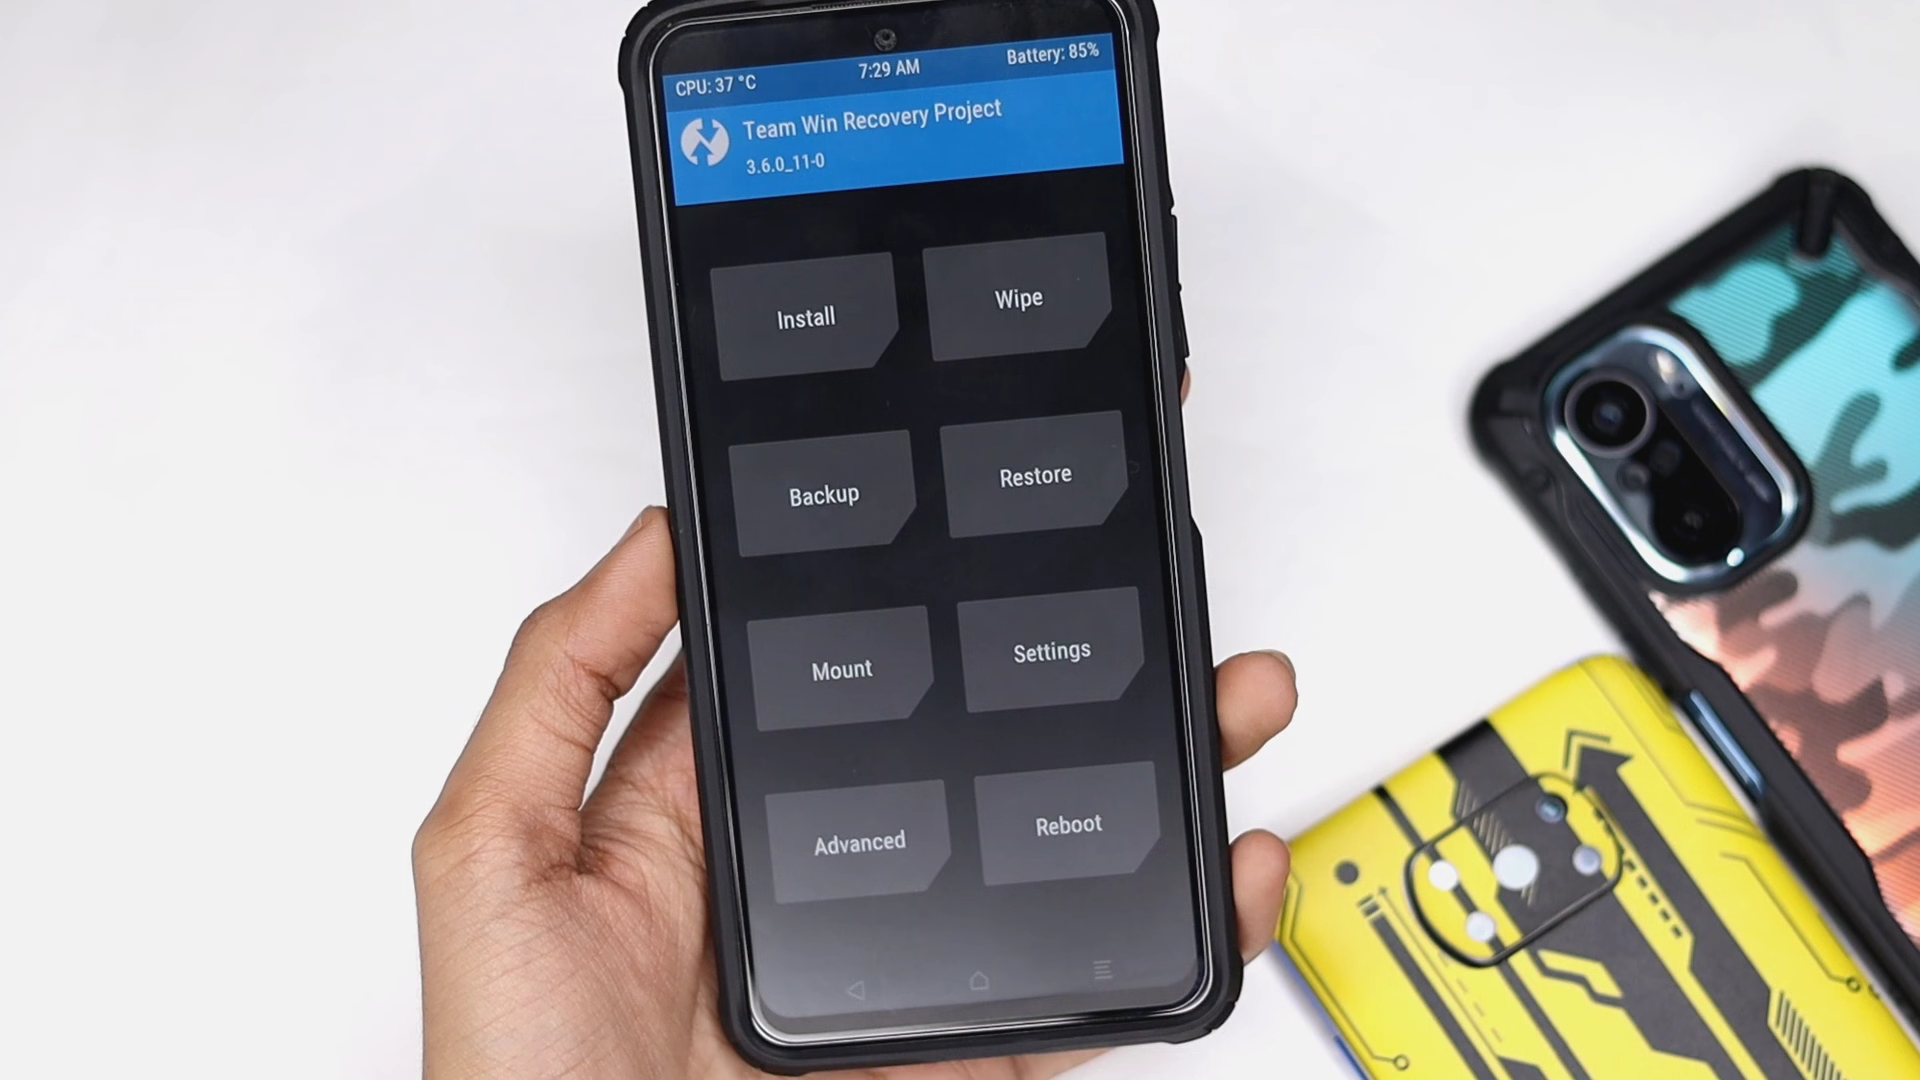 CPU: 37 °C
7:29 AM
Battery: 85%
Team Win Recovery Project
3.6.0_11-0
Install
Wipe
Backup
Restore
Mount
Settings
Advanced
Reboot